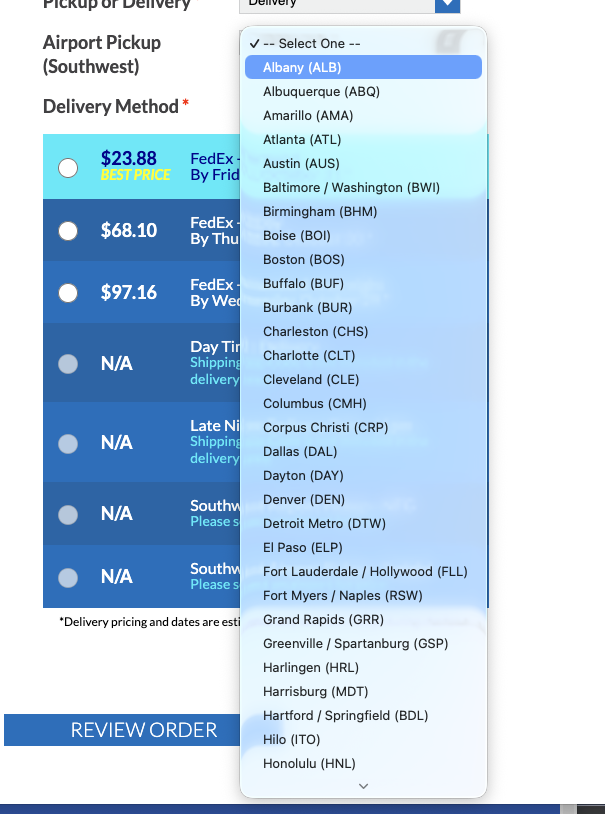 Pickup or Delivery
Delivery
Airport Pickup
(Southwest)
✓ -- Select One --
Albany (ALB)
Albuquerque (ABQ)
Amarillo (AMA)
Atlanta (ATL)
Austin (AUS)
Baltimore / Washington (BWI)
Birmingham (BHM)
Boise (BOI)
Boston (BOS)
Buffalo (BUF)
Burbank (BUR)
Charleston (CHS)
Charlotte (CLT)
Cleveland (CLE)
Columbus (CMH)
Corpus Christi (CRP)
Dallas (DAL)
Dayton (DAY)
Denver (DEN)
Detroit Metro (DTW)
El Paso (ELP)
Fort Lauderdale / Hollywood (FLL)
Fort Myers / Naples (RSW)
Grand Rapids (GRR)
Greenville / Spartanburg (GSP)
Harlingen (HRL)
Harrisburg (MDT)
Hartford / Springfield (BDL)
Hilo (ITO)
Honolulu (HNL)
Delivery Method *
$23.88
BEST PRICE
FedEx -
By Frid
$68.10
FedEx -
By Thu
$97.16
FedEx -
By Wed
N/A
Day Ti
Shipping
delivery
N/A
Late Ni
Shipping
delivery
N/A
Southw
Please s
N/A
Southw
Please s
*Delivery pricing and dates are esti
REVIEW ORDER